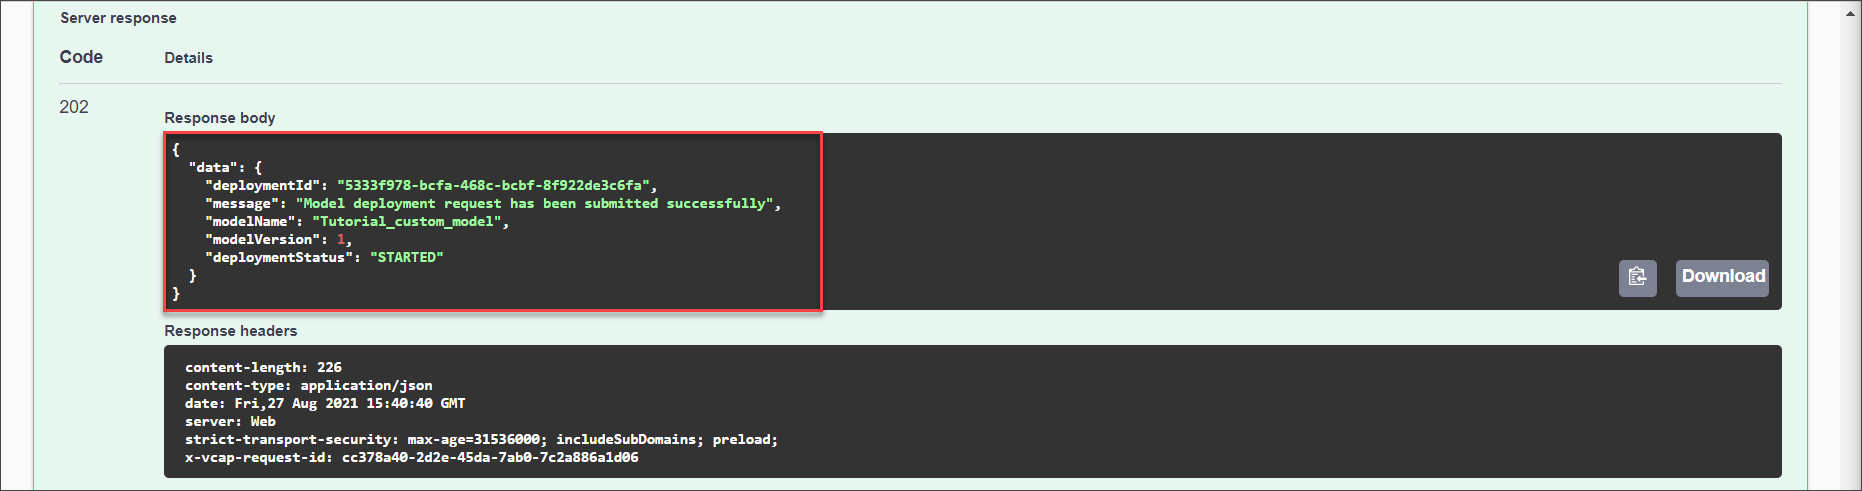 Server response
Code Details
202
Response body
{
  "data": {
    "deploymentId": "5333f978-bcfa-468c-bcbf-8f922de3c6fa",
    "message": "Model deployment request has been submitted successfully",
    "modelName": "Tutorial_custom_model",
    "modelVersion": 1,
    "deploymentStatus": "STARTED"
  }
}
Download
Response headers
content-length: 226
content-type: application/json
date: Fri,27 Aug 2021 15:40:40 GMT
server: Web
strict-transport-security: max-age=31536000; includeSubDomains; preload;
x-vcap-request-id: cc378a40-2d2e-45da-7ab0-7c2a886a1d06